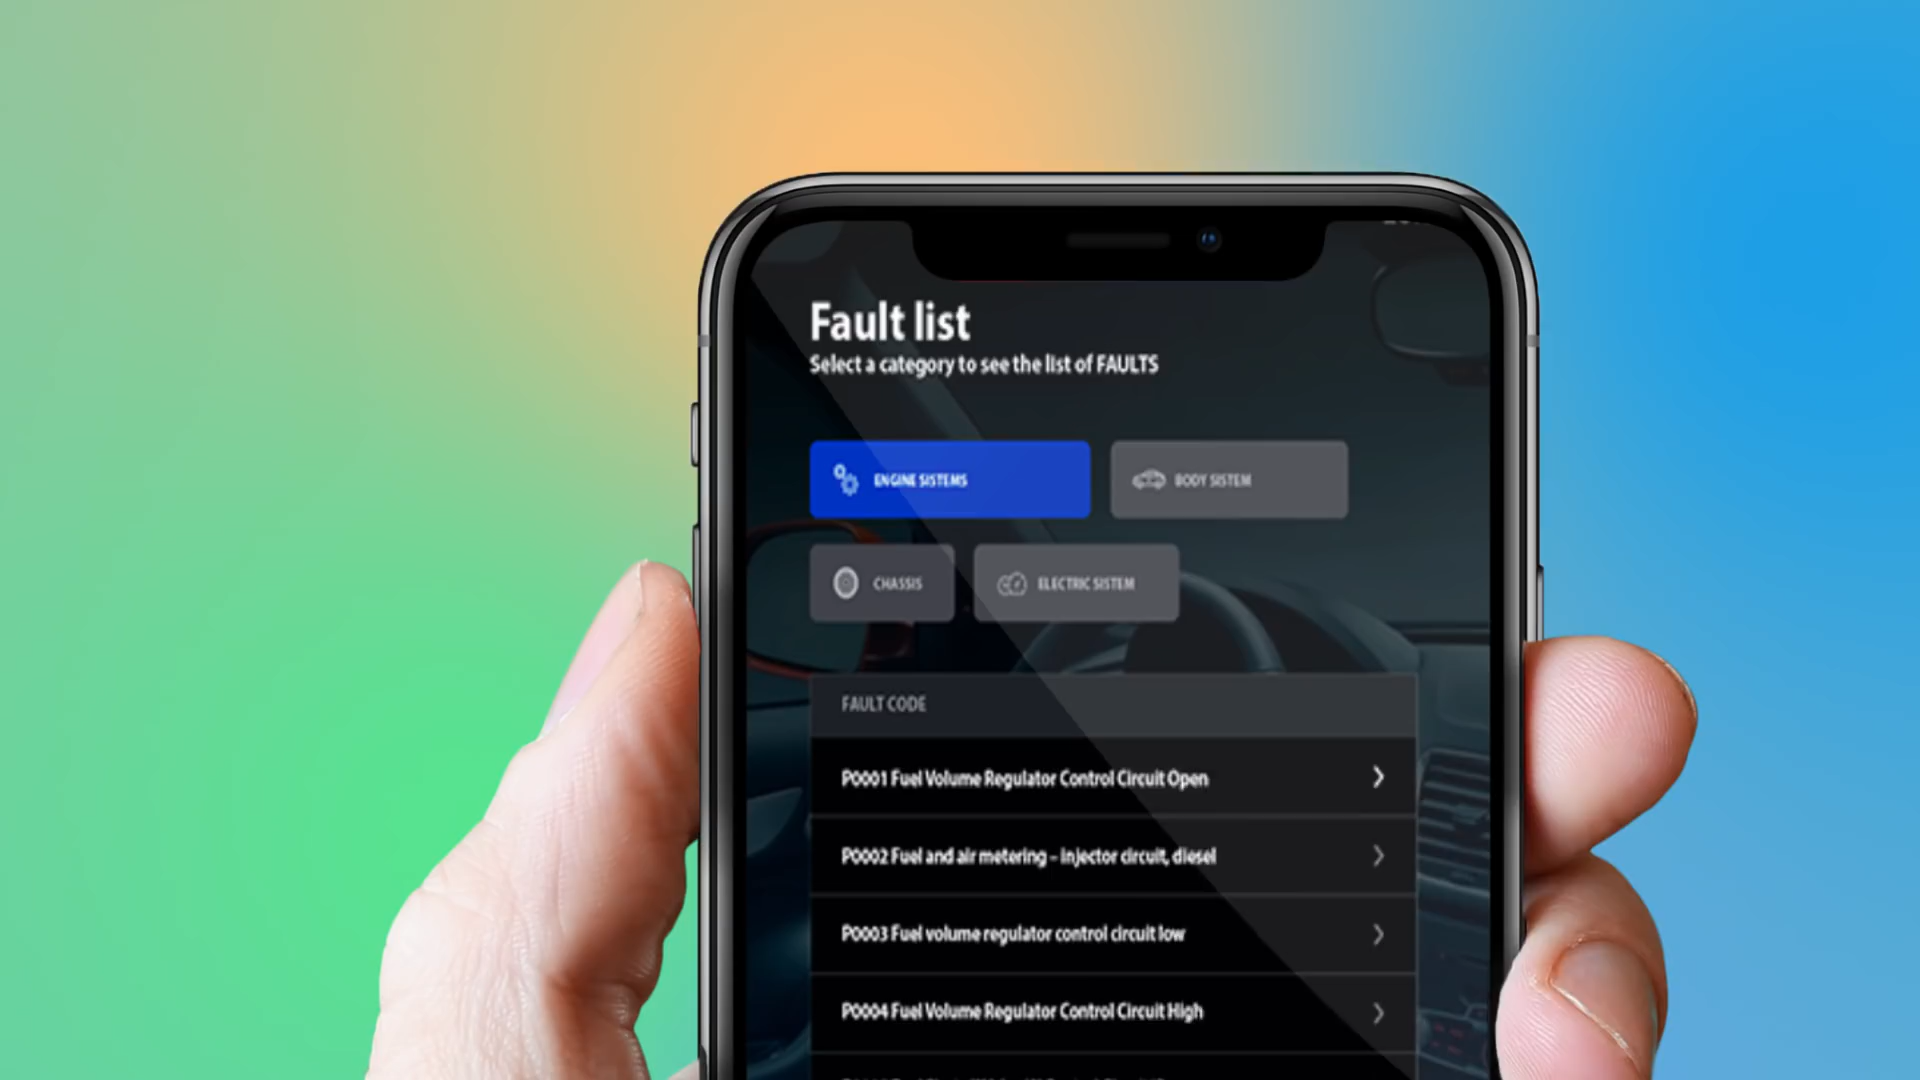 Fault list
Select a category to see the list of FAULTS
ENGINE SISTEMS
BODY SISTEM
CHASSIS
ELECTRIC SISTEM
FAULT CODE
P0001 Fuel Volume Regulator Control Circuit Open
P0002 Fuel and air metering – injector circuit, diesel
P0003 Fuel volume regulator control circuit low
P0004 Fuel Volume Regulator Control Circuit High